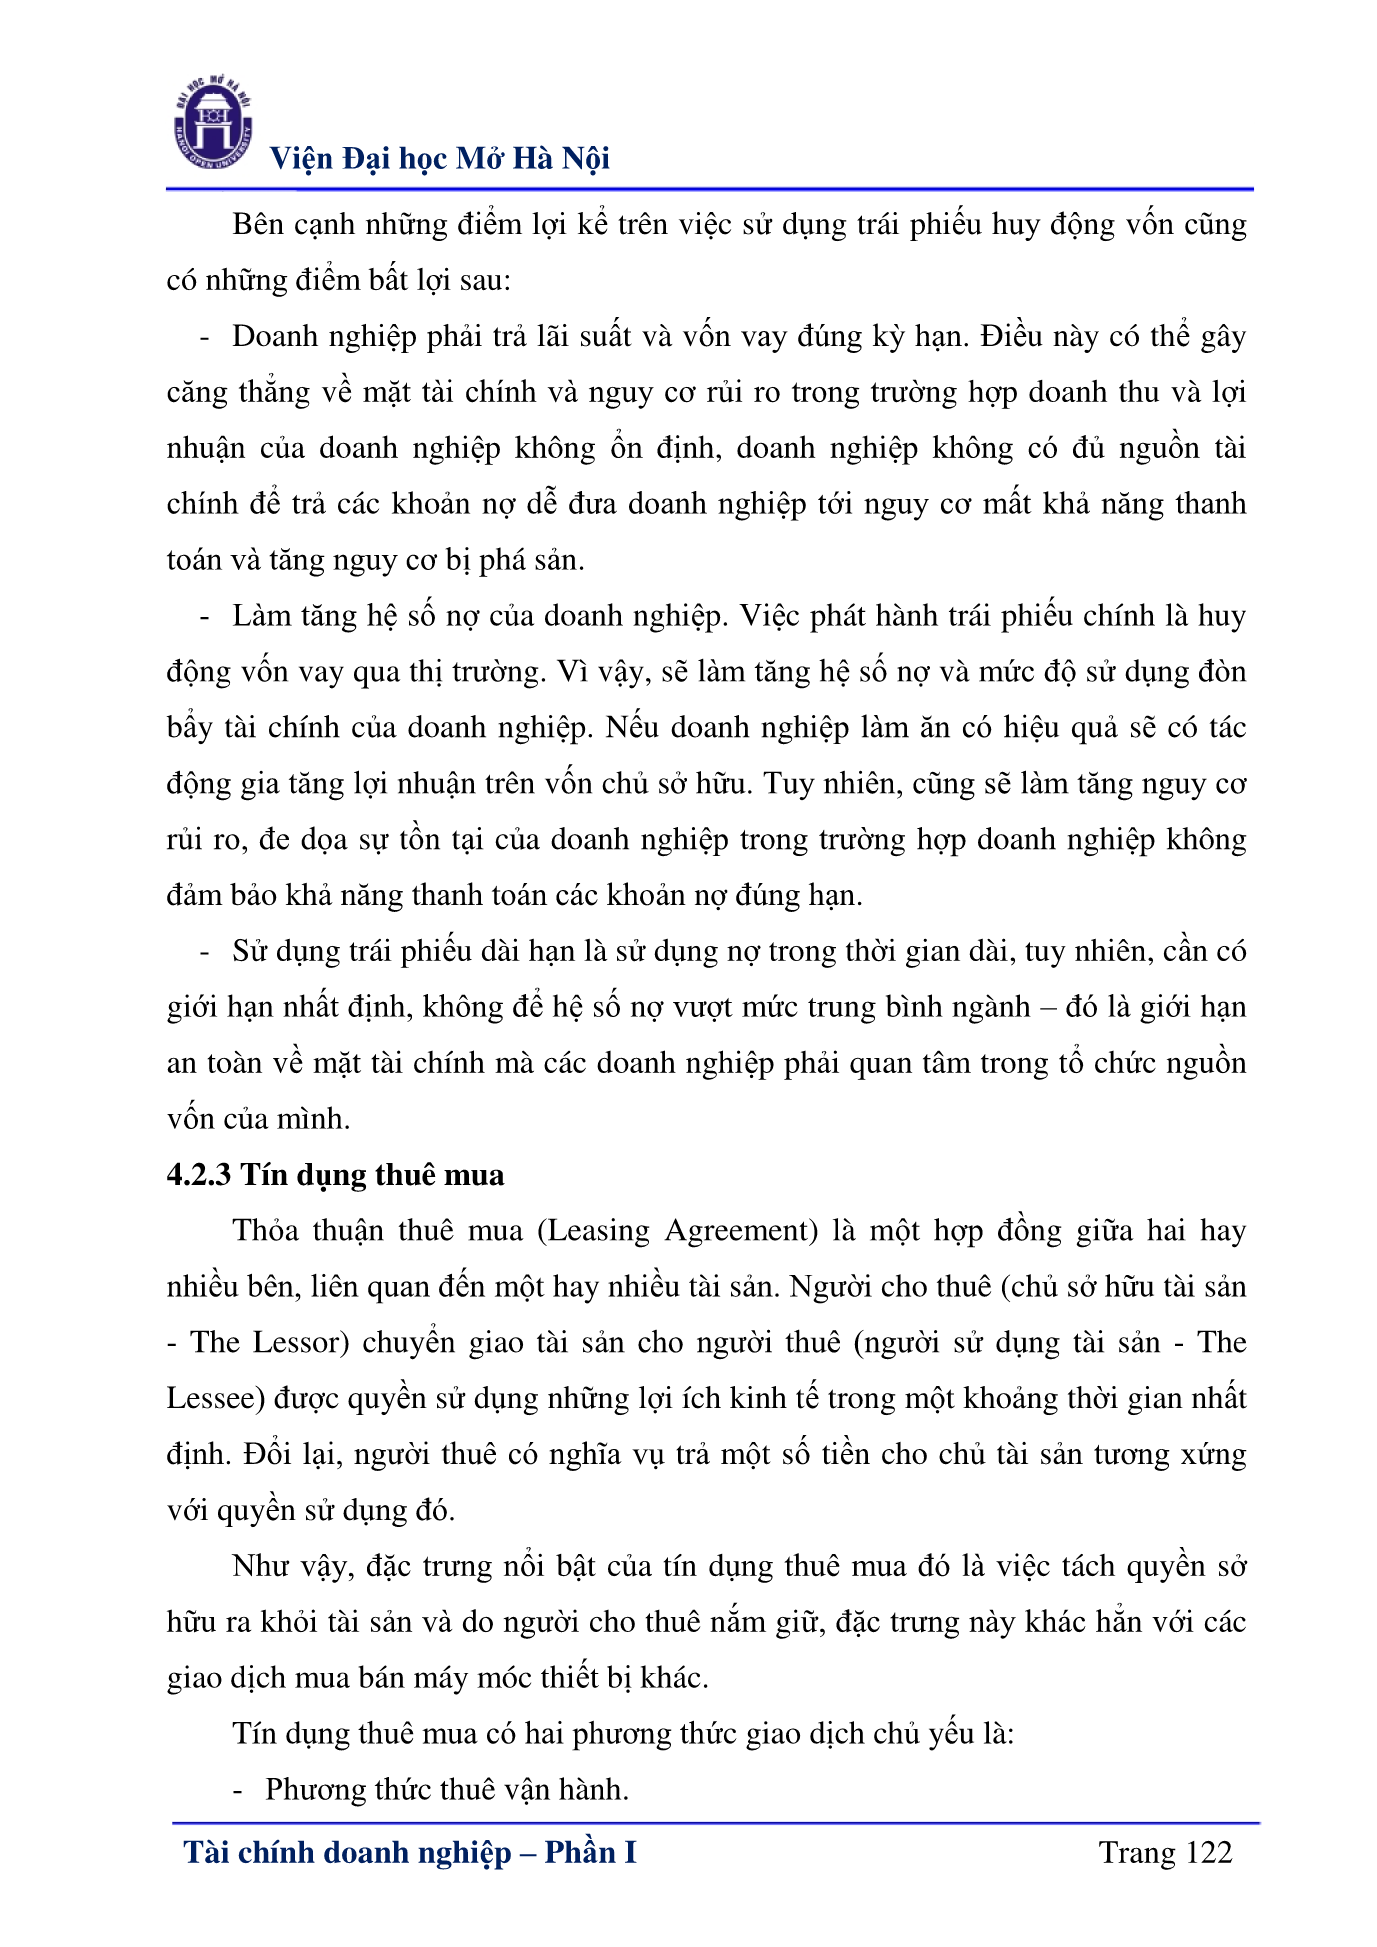 ĐẠI HỌC MỞ HÀ NỘI
HANOI OPEN UNIVERSITY
Viện Đại học Mở Hà Nội
Bên cạnh những điểm lợi kể trên việc sử dụng trái phiếu huy động vốn cũng
có những điểm bất lợi sau:
- Doanh nghiệp phải trả lãi suất và vốn vay đúng kỳ hạn. Điều này có thể gây
căng thẳng về mặt tài chính và nguy cơ rủi ro trong trường hợp doanh thu và lợi
nhuận của doanh nghiệp không ổn định, doanh nghiệp không có đủ nguồn tài
chính để trả các khoản nợ dễ đưa doanh nghiệp tới nguy cơ mất khả năng thanh
toán và tăng nguy cơ bị phá sản.
- Làm tăng hệ số nợ của doanh nghiệp. Việc phát hành trái phiếu chính là huy
động vốn vay qua thị trường. Vì vậy, sẽ làm tăng hệ số nợ và mức độ sử dụng đòn
bẩy tài chính của doanh nghiệp. Nếu doanh nghiệp làm ăn có hiệu quả sẽ có tác
động gia tăng lợi nhuận trên vốn chủ sở hữu. Tuy nhiên, cũng sẽ làm tăng nguy cơ
rủi ro, đe dọa sự tồn tại của doanh nghiệp trong trường hợp doanh nghiệp không
đảm bảo khả năng thanh toán các khoản nợ đúng hạn.
- Sử dụng trái phiếu dài hạn là sử dụng nợ trong thời gian dài, tuy nhiên, cần có
giới hạn nhất định, không để hệ số nợ vượt mức trung bình ngành – đó là giới hạn
an toàn về mặt tài chính mà các doanh nghiệp phải quan tâm trong tổ chức nguồn
vốn của mình.
4.2.3 Tín dụng thuê mua
Thỏa thuận thuê mua (Leasing Agreement) là một hợp đồng giữa hai hay
nhiều bên, liên quan đến một hay nhiều tài sản. Người cho thuê (chủ sở hữu tài sản
- The Lessor) chuyển giao tài sản cho người thuê (người sử dụng tài sản - The
Lessee) được quyền sử dụng những lợi ích kinh tế trong một khoảng thời gian nhất
định. Đổi lại, người thuê có nghĩa vụ trả một số tiền cho chủ tài sản tương xứng
với quyền sử dụng đó.
Như vậy, đặc trưng nổi bật của tín dụng thuê mua đó là việc tách quyền sở
hữu ra khỏi tài sản và do người cho thuê nắm giữ, đặc trưng này khác hẳn với các
giao dịch mua bán máy móc thiết bị khác.
Tín dụng thuê mua có hai phương thức giao dịch chủ yếu là:
- Phương thức thuê vận hành.
Tài chính doanh nghiệp – Phần I
Trang 122